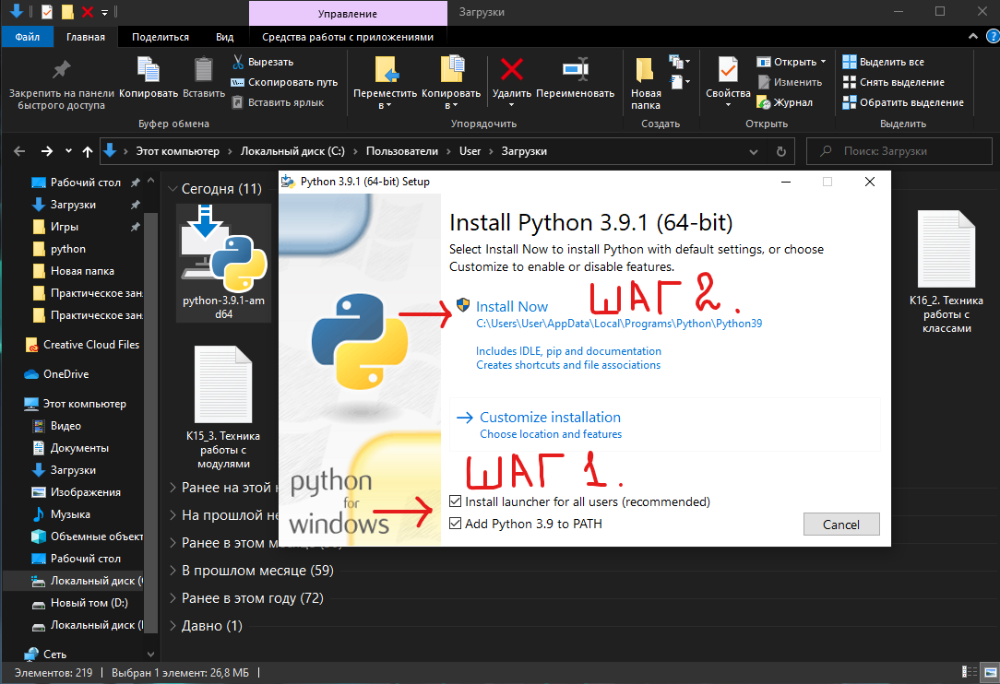 Управление
Загрузки
Файл
Главная
Поделиться
Вид
Средства работы с приложениями
Закрепить на панели быстрого доступа
Копировать
Вставить
Вырезать
Скопировать путь
Вставить ярлык
Буфер обмена
Переместить в
Копировать в
Удалить
Переименовать
Упорядочить
Новая папка
Создать
Свойства
Открыть
Изменить
Журнал
Открыть
Выделить все
Снять выделение
Обратить выделение
Выделить
Этот компьютер
Локальный диск (C:)
Пользователи
User
Загрузки
Поиск: Загрузки
Рабочий стол
Загрузки
Игры
python
Новая папка
Практическое зан
Практическое зан
Creative Cloud Files
OneDrive
Этот компьютер
Видео
Документы
Загрузки
Изображения
Музыка
Объемные объект
Рабочий стол
Локальный диск (
Новый том (D:)
Локальный диск (
Сеть
Сегодня (11)
python-3.9.1-am
d64
К15_3. Техника
работы с
модулями
К16_2. Техника
работы с
классами
Ранее на этой
На прошлой не
Ранее в этом
В прошлом месяце (59)
Ранее в этом году (72)
Давно (1)
Python 3.9.1 (64-bit) Setup
Install Python 3.9.1 (64-bit)
Select Install Now to install Python with default settings, or choose
Customize to enable or disable features.
ШАГ 2.
Install Now
C:\Users\User\AppData\Local\Programs\Python\Python39
Includes IDLE, pip and documentation
Creates shortcuts and file associations
Customize installation
Choose location and features
ШАГ 1.
python
for
windows
Install launcher for all users (recommended)
Add Python 3.9 to PATH
Cancel
Элементов: 219
Выбран 1 элемент: 26,8 МБ